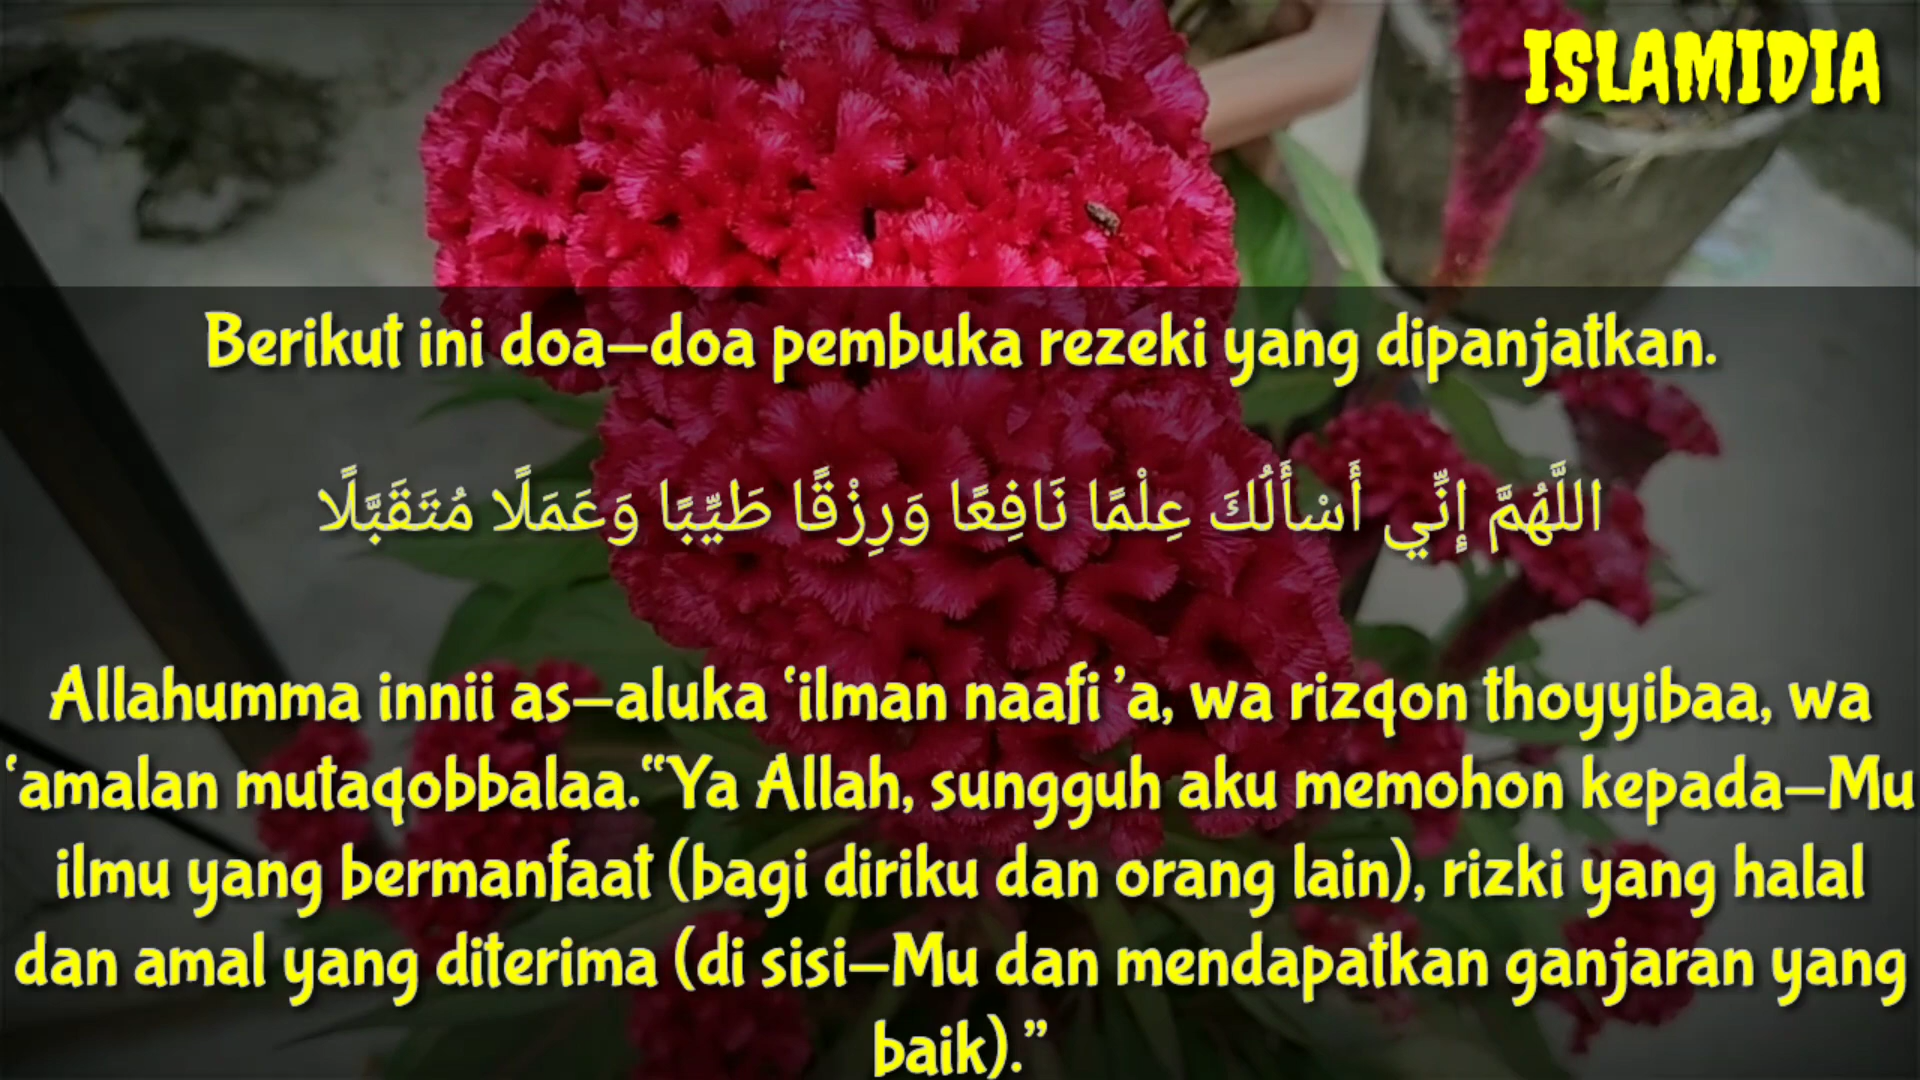 ISLAMIDIA
Berikut ini doa–doa pembuka rezeki yang dipanjatkan.
اللَّهُمَّ إِنِّي أَسْأَلُكَ عِلْمًا نَافِعًا وَرِزْقًا طَيِّبًا وَعَمَلًا مُتَقَبَّلًا
Allahumma innii as–aluka ‘ilman naafi’a, wa rizqon thoyyibaa, wa
‘amalan mutaqobbalaa.“Ya Allah, sungguh aku memohon kepada–Mu
ilmu yang bermanfaat (bagi diriku dan orang lain), rizki yang halal
dan amal yang diterima (di sisi–Mu dan mendapatkan ganjaran yang
baik).”